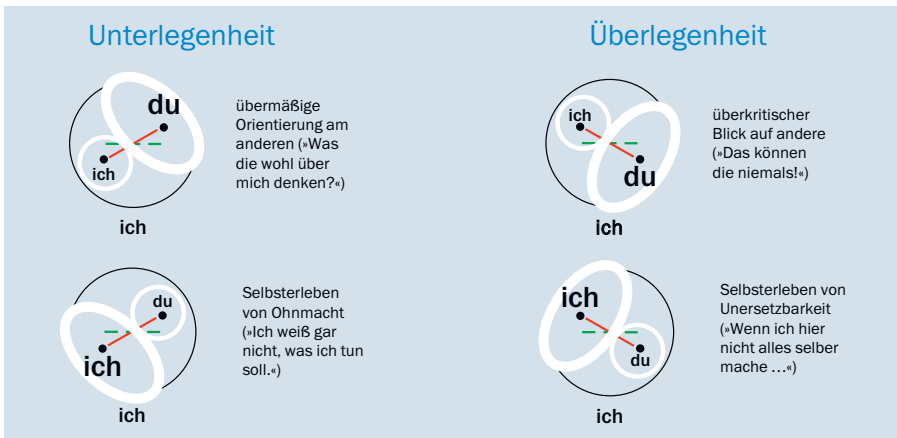 Unterlegenheit
du
ich
ich
übermäßige
Orientierung am
anderen (»Was
die wohl über
mich denken?«)
du
ich
ich
Selbsterleben
von Ohnmacht
(»Ich weiß gar
nicht, was ich tun
soll.«)
Überlegenheit
ich
du
ich
überkritischer
Blick auf andere
(»Das können
die niemals!«)
ich
du
ich
Selbsterleben von
Unersetzbarkeit
(»Wenn ich hier
nicht alles selber
mache …«)